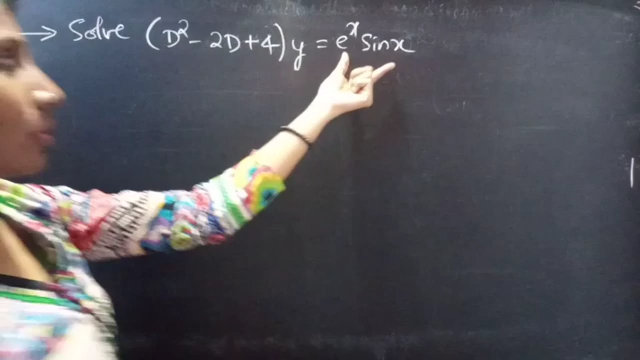 → Solve (D² - 2D + 4) y = eˣ Sinx